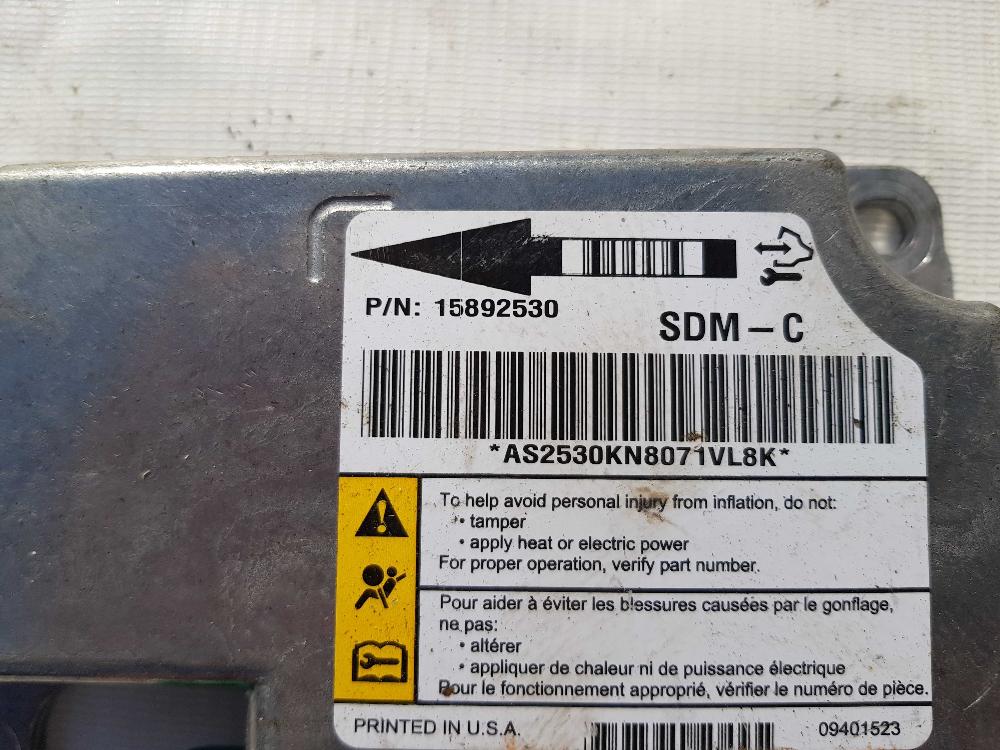 P/N: 15892530
SDM – C
*AS2530KN8071VL8K*
To help avoid personal injury from inflation, do not:
• tamper
• apply heat or electric power
For proper operation, verify part number.
Pour aider à éviter les blessures causées par le gonflage,
ne pas:
• altérer
• appliquer de chaleur ni de puissance électrique
Pour le fonctionnement approprié, vérifier le numéro de pièce.
PRINTED IN U.S.A. 09401523